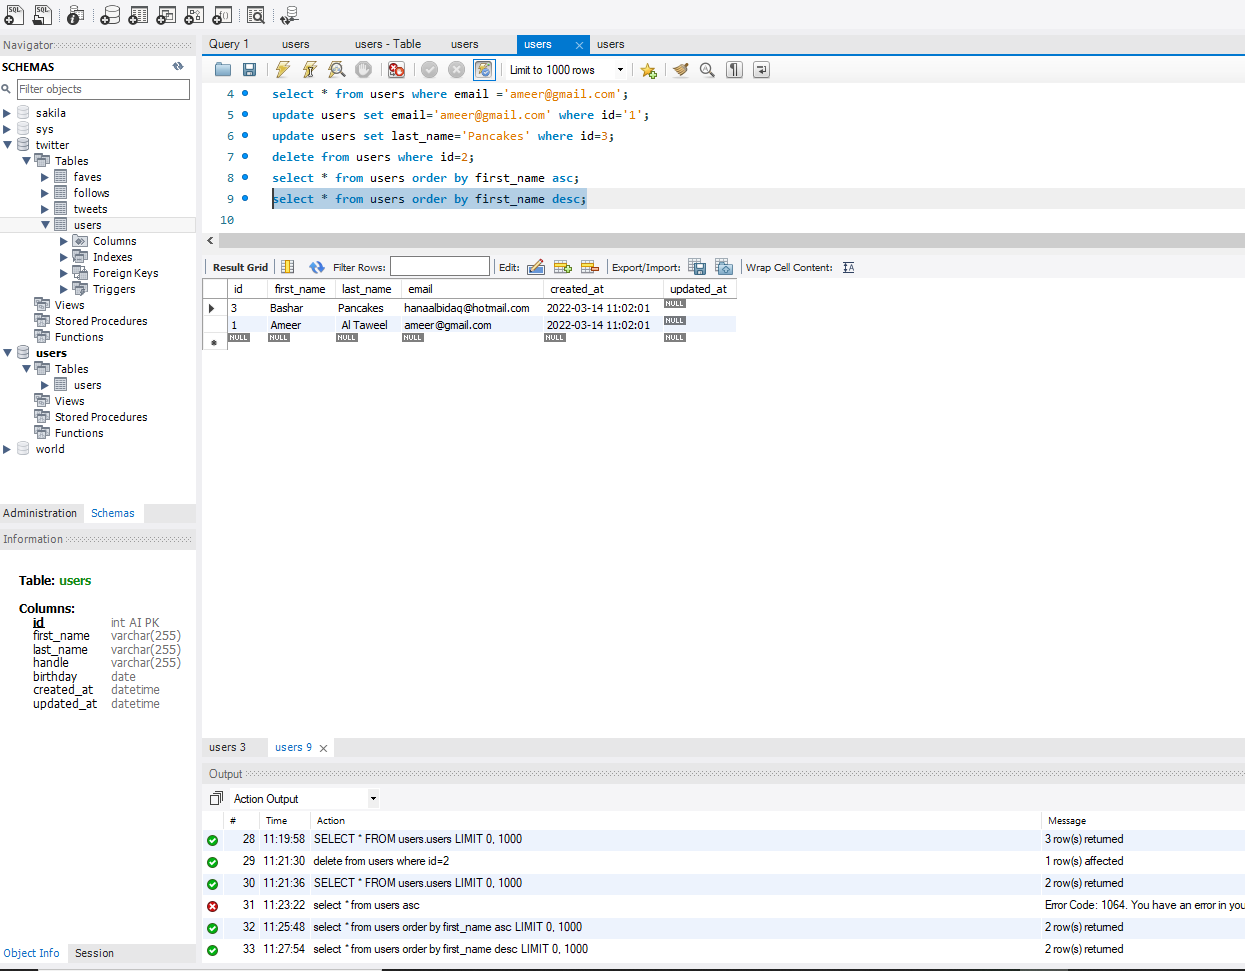 Navigator
Query 1 users users - Table users users × users
SCHEMAS
Filter objects
Limit to 1000 rows
sakila
sys
twitter
Tables
faves
follows
tweets
users
Columns
Indexes
Foreign Keys
Triggers
Views
Stored Procedures
Functions
users
Tables
users
Views
Stored Procedures
Functions
world
Administration Schemas
Information
Table: users
Columns:
id int AI PK
first_name varchar(255)
last_name varchar(255)
handle varchar(255)
birthday date
created_at datetime
updated_at datetime
Object Info Session
4 select * from users where email ='ameer@gmail.com';
5 update users set email='ameer@gmail.com' where id='1';
6 update users set last_name='Pancakes' where id=3;
7 delete from users where id=2;
8 select * from users order by first_name asc;
9 select * from users order by first_name desc;
10
Result Grid Filter Rows: Edit: Export/Import: Wrap Cell Content: IA
id first_name last_name email created_at updated_at
3 Bashar Pancakes hanaalbidaq@hotmail.com 2022-03-14 11:02:01 NULL
1 Ameer Al Taweel ameer@gmail.com 2022-03-14 11:02:01 NULL
NULL NULL NULL NULL NULL NULL
users 3 users 9 ×
Output
Action Output
# Time Action Message
28 11:19:58 SELECT * FROM users.users LIMIT 0, 1000 3 row(s) returned
29 11:21:30 delete from users where id=2 1 row(s) affected
30 11:21:36 SELECT * FROM users.users LIMIT 0, 1000 2 row(s) returned
31 11:23:22 select * from users asc Error Code: 1064. You have an error in you
32 11:25:48 select * from users order by first_name asc LIMIT 0, 1000 2 row(s) returned
33 11:27:54 select * from users order by first_name desc LIMIT 0, 1000 2 row(s) returned